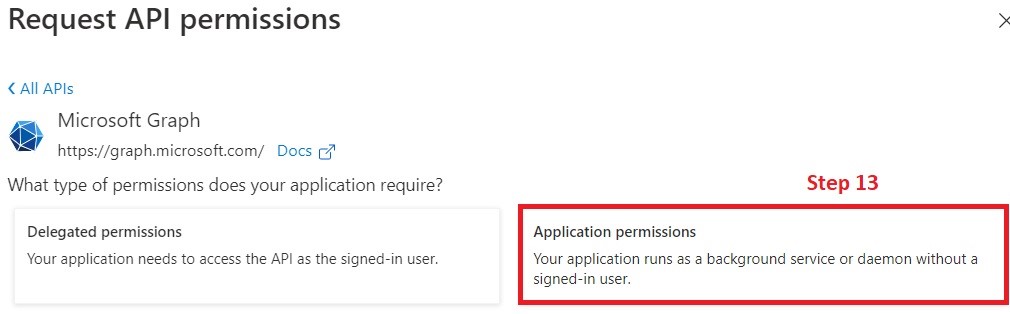 Request API permissions
All APIs
Microsoft Graph
https://graph.microsoft.com/ Docs
What type of permissions does your application require?
Step 13
Delegated permissions
Your application needs to access the API as the signed-in user.
Application permissions
Your application runs as a background service or daemon without a
signed-in user.